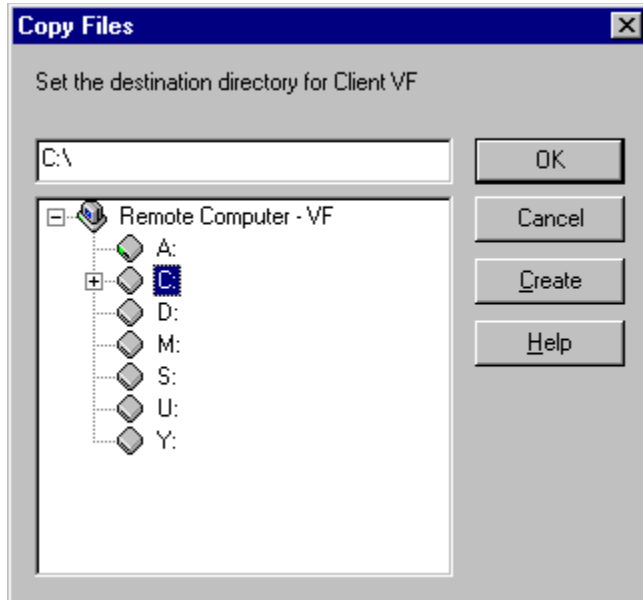 Copy Files
Set the destination directory for Client VF
C:\
OK
Remote Computer - VF
Cancel
A:
C:
Create
D:
M:
Help
S:
U:
Y: